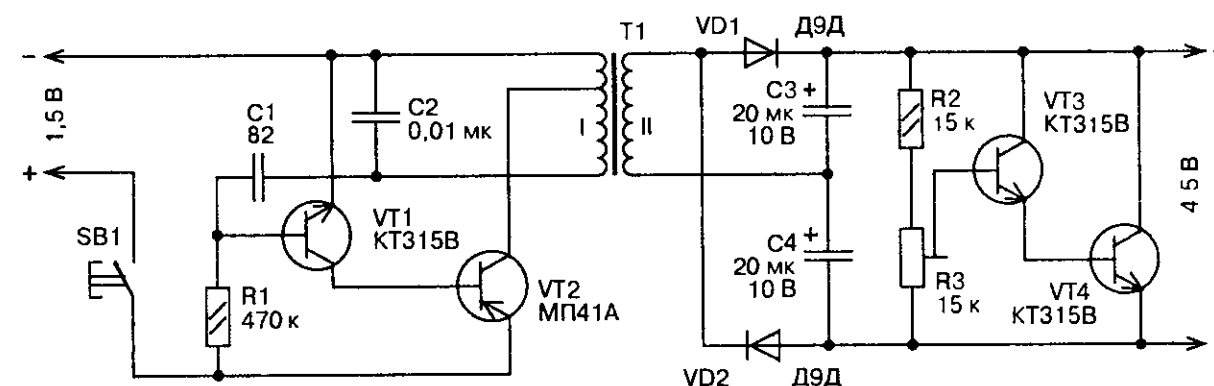 T1
VD1
Д9Д
–
1,5 В
+
C1
82
C2
0,01 мк
I
II
C3 +
20 мк
10 В
R2
15 к
VT3
КТ315В
SB1
VT1
КТ315В
R1
470 к
VT2
МП41А
C4
+
20 мк
10 В
R3
15 к
VT4
КТ315В
VD2
Д9Д
4 5 В